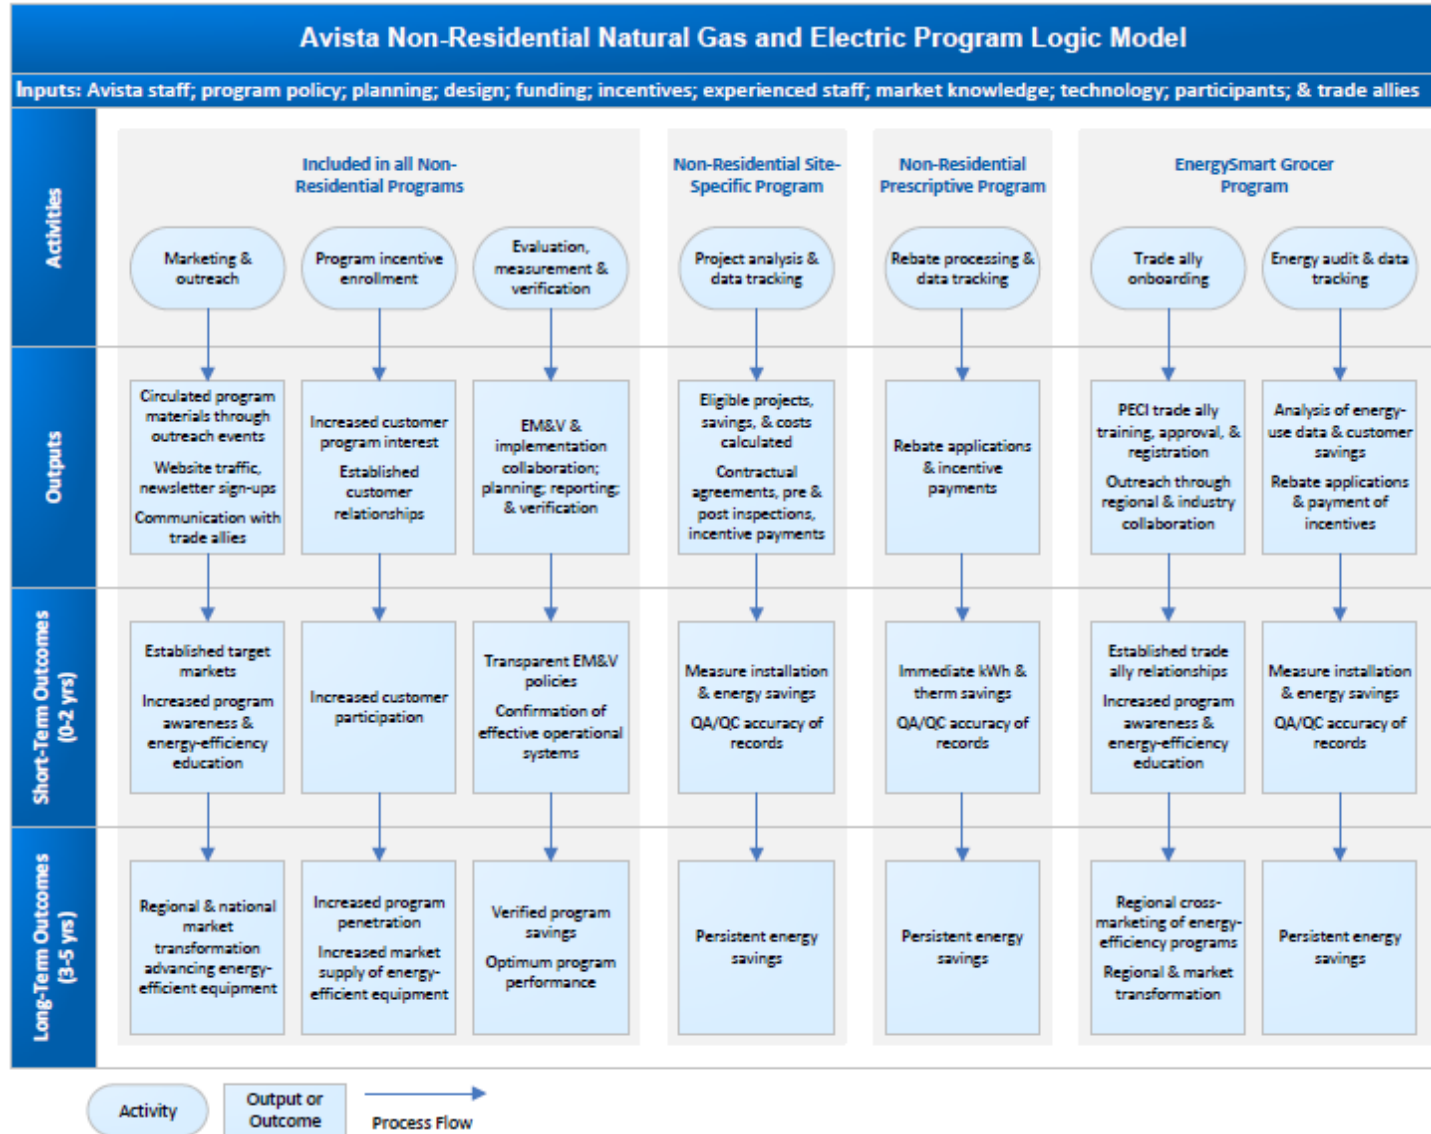 Avista Non-Residential Natural Gas and Electric Program Logic Model
Inputs: Avista staff; program policy; planning; design; funding; incentives; experienced staff; market knowledge; technology; participants; & trade allies
Activities
Included in all Non-
Residential Programs
Non-Residential Site-
Specific Program
Non-Residential
Prescriptive Program
EnergySmart Grocer
Program
Marketing &
outreach
Program incentive
enrollment
Evaluation,
measurement &
verification
Project analysis &
data tracking
Rebate processing &
data tracking
Trade ally
onboarding
Energy audit & data
tracking
Outputs
Circulated program
materials through
outreach events
Website traffic,
newsletter sign-ups
Communication with
trade allies
Increased customer
program interest
Established
customer
relationships
EM&V &
implementation
collaboration;
planning; reporting;
& verification
Eligible projects,
savings, & costs
calculated
Contractual
agreements, pre &
post inspections,
incentive payments
Rebate applications
& incentive
payments
PECI trade ally
training, approval, &
registration
Outreach through
regional & industry
collaboration
Analysis of energy-
use data & customer
savings
Rebate applications
& payment of
incentives
Short-Term Outcomes
(0-2 yrs)
Established target
markets
Increased program
awareness &
energy-efficiency
education
Increased customer
participation
Transparent EM&V
policies
Confirmation of
effective operational
systems
Measure installation
& energy savings
QA/QC accuracy of
records
Immediate kWh &
therm savings
QA/QC accuracy of
records
Established trade
ally relationships
Increased program
awareness &
energy-efficiency
education
Measure installation
& energy savings
QA/QC accuracy of
records
Long-Term Outcomes
(3-5 yrs)
Regional & national
market
transformation
advancing energy-
efficient equipment
Increased program
penetration
Increased market
supply of energy-
efficient equipment
Verified program
savings
Optimum program
performance
Persistent energy
savings
Persistent energy
savings
Regional cross-
marketing of energy-
efficiency programs
Regional & market
transformation
Persistent energy
savings
Activity
Output or
Outcome
Process Flow